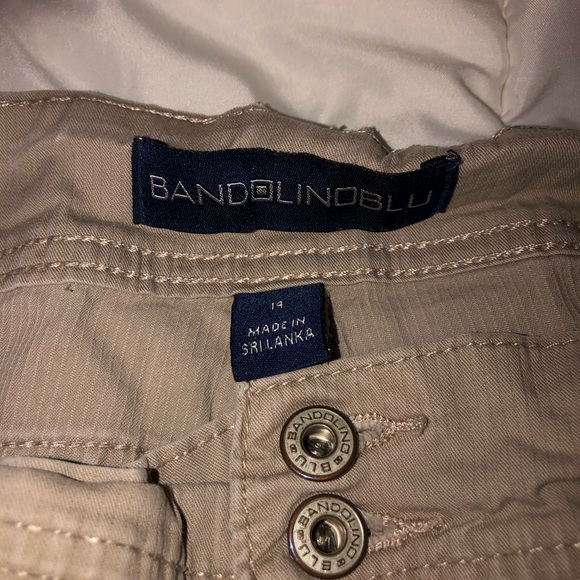 BANDOLINOBLU
14
MADE IN
SRI LANKA
BANDOLINO
BLU
BANDOLINO
BLU